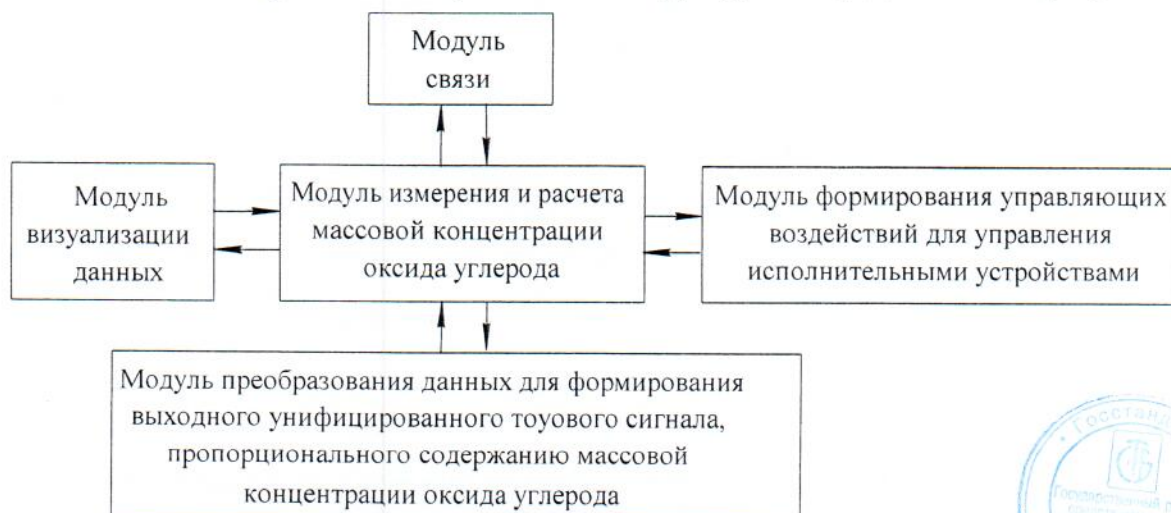 Модуль
связи
Модуль
визуализации
данных
Модуль измерения и расчета
массовой концентрации
оксида углерода
Модуль формирования управляющих
воздействий для управления
исполнительными устройствами
Модуль преобразования данных для формирования
выходного унифицированного тоуового сигнала,
пропорционального содержанию массовой
концентрации оксида углерода